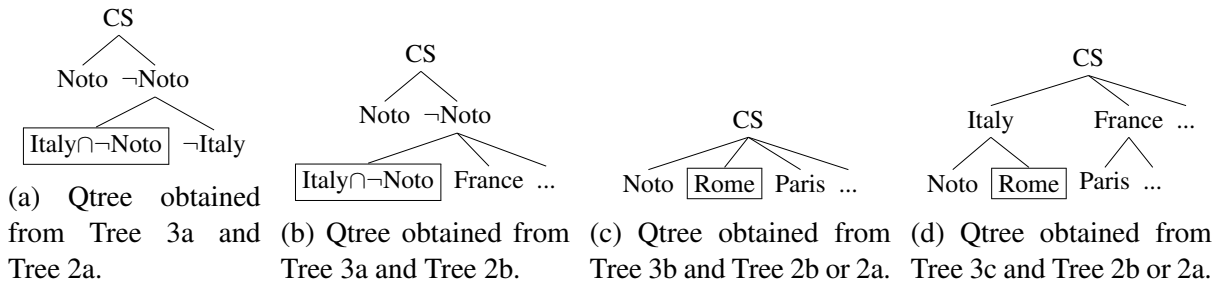 CS
Noto ¬Noto
Italy∩¬Noto ¬Italy
(a) Qtree obtained
from Tree 3a and
Tree 2a.
CS
Noto ¬Noto
Italy∩¬Noto France ...
(b) Qtree obtained from
Tree 3a and Tree 2b.
CS
Noto Rome Paris ...
(c) Qtree obtained from
Tree 3b and Tree 2b or 2a.
CS
Italy France ...
Noto Rome Paris ...
(d) Qtree obtained from
Tree 3c and Tree 2b or 2a.